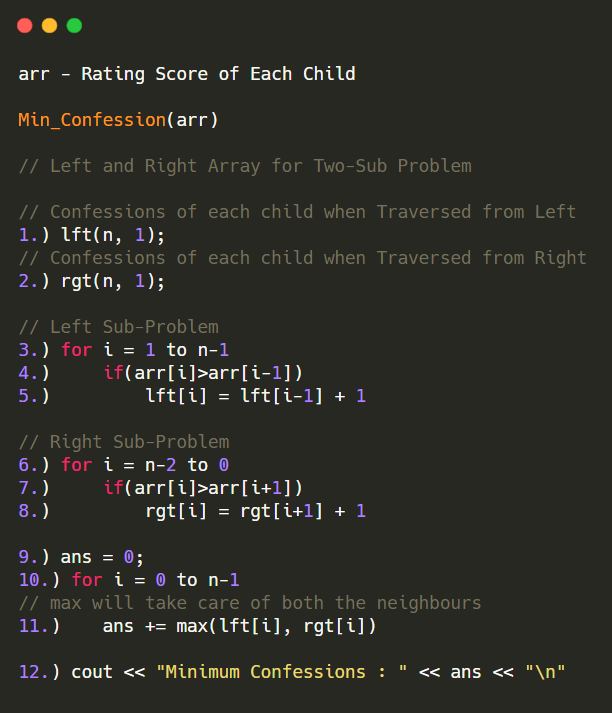 arr – Rating Score of Each Child
Min_Confession(arr)
// Left and Right Array for Two-Sub Problem
// Confessions of each child when Traversed from Left
1.) lft(n, 1);
// Confessions of each child when Traversed from Right
2.) rgt(n, 1);
// Left Sub-Problem
3.) for i = 1 to n-1
4.)     if(arr[i]>arr[i-1])
5.)         lft[i] = lft[i-1] + 1
// Right Sub-Problem
6.) for i = n-2 to 0
7.)     if(arr[i]>arr[i+1])
8.)         rgt[i] = rgt[i+1] + 1
9.) ans = 0;
10.) for i = 0 to n-1
// max will take care of both the neighbours
11.)    ans += max(lft[i], rgt[i])
12.) cout << "Minimum Confessions : " << ans << "\n"